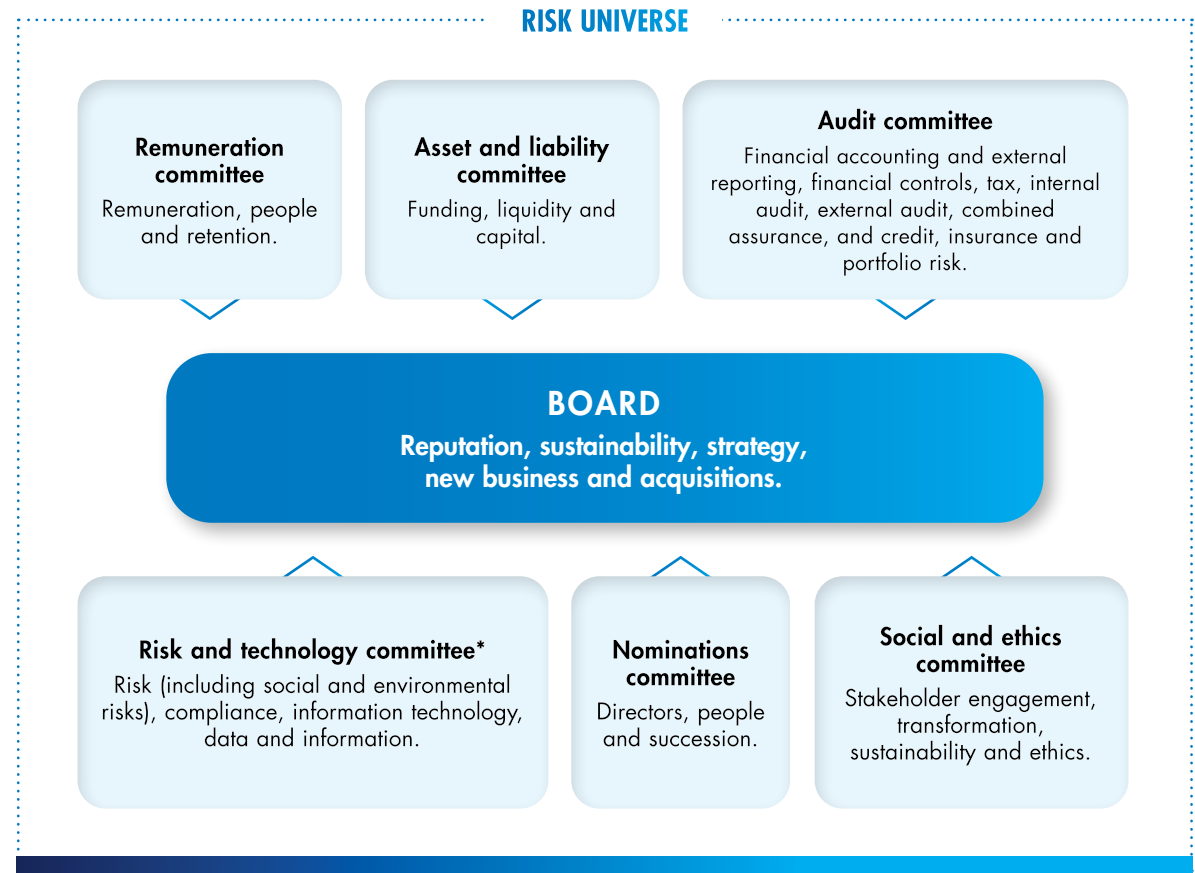 RISK UNIVERSE
Remuneration
committee
Remuneration, people
and retention.
Asset and liability
committee
Funding, liquidity and
capital.
Audit committee
Financial accounting and external
reporting, financial controls, tax, internal
audit, external audit, combined
assurance, and credit, insurance and
portfolio risk.
BOARD
Reputation, sustainability, strategy,
new business and acquisitions.
Risk and technology committee*
Risk (including social and environmental
risks), compliance, information technology,
data and information.
Nominations
committee
Directors, people
and succession.
Social and ethics
committee
Stakeholder engagement,
transformation,
sustainability and ethics.